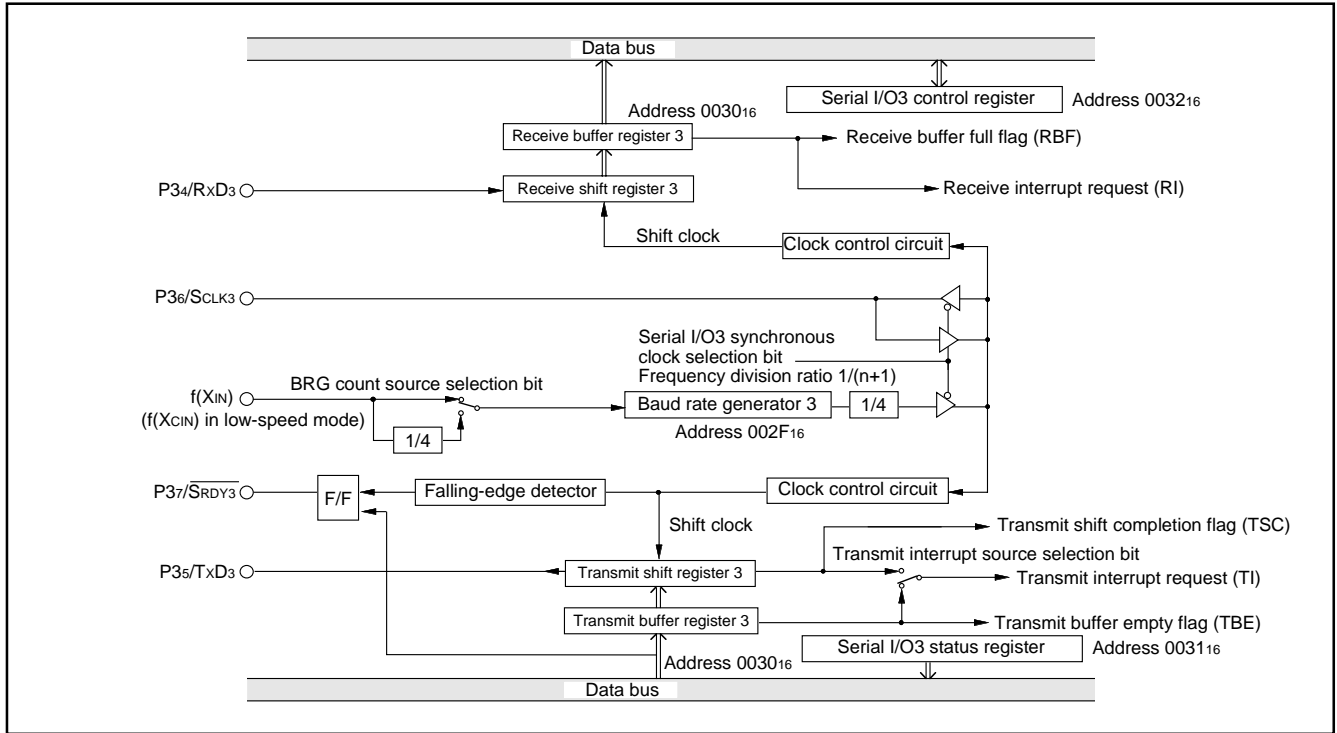 Data bus
Serial I/O3 control register Address 0032₁₆
Address 0030₁₆
Receive buffer register 3 Receive buffer full flag (RBF)
P3₄/RxD₃ Receive shift register 3 Receive interrupt request (RI)
Shift clock Clock control circuit
P3₆/SCLK3
Serial I/O3 synchronous
clock selection bit
Frequency division ratio 1/(n+1)
BRG count source selection bit
f(XIN) Baud rate generator 3 1/4
(f(XCIN) in low-speed mode)
1/4
Address 002F₁₆
P3₇/SRDY3 F/F Falling-edge detector Clock control circuit
Shift clock
Transmit shift completion flag (TSC)
Transmit interrupt source selection bit
P3₅/TxD₃ Transmit shift register 3 Transmit interrupt request (TI)
Transmit buffer register 3 Transmit buffer empty flag (TBE)
Serial I/O3 status register Address 0031₁₆
Address 0030₁₆
Data bus